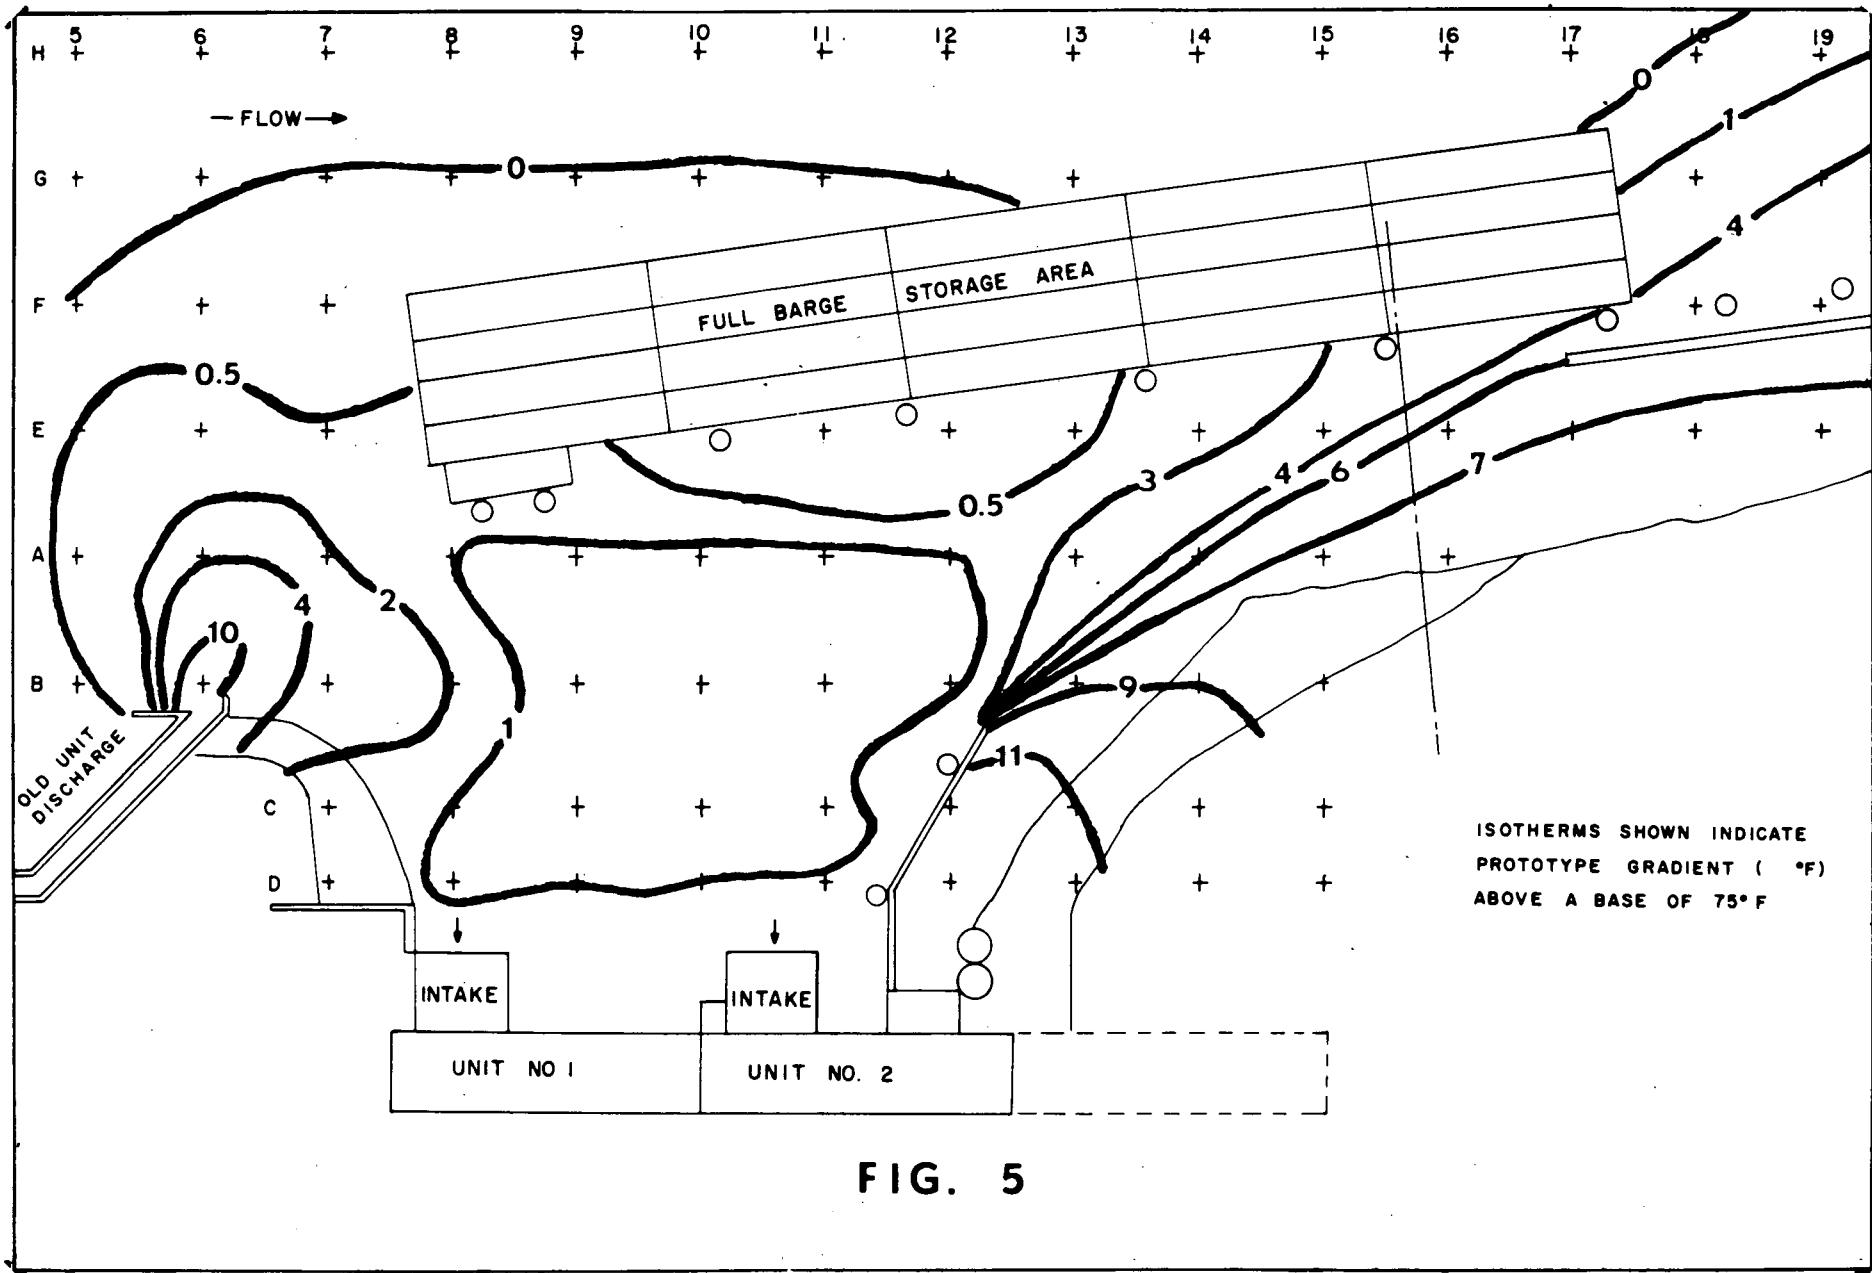 5 6 7 8 9 10 11 12 13 14 15 16 17 18 19
H
FLOW
0
1
G
0
4
F
FULL BARGE STORAGE AREA
0.5
E
0.5
3
4
6
7
A
2
4
10
B
9
1
11
OLD UNIT
DISCHARGE
C
D
ISOTHERMS SHOWN INDICATE
PROTOTYPE GRADIENT ( °F)
ABOVE A BASE OF 75°F
INTAKE
INTAKE
UNIT NO 1
UNIT NO. 2
FIG. 5